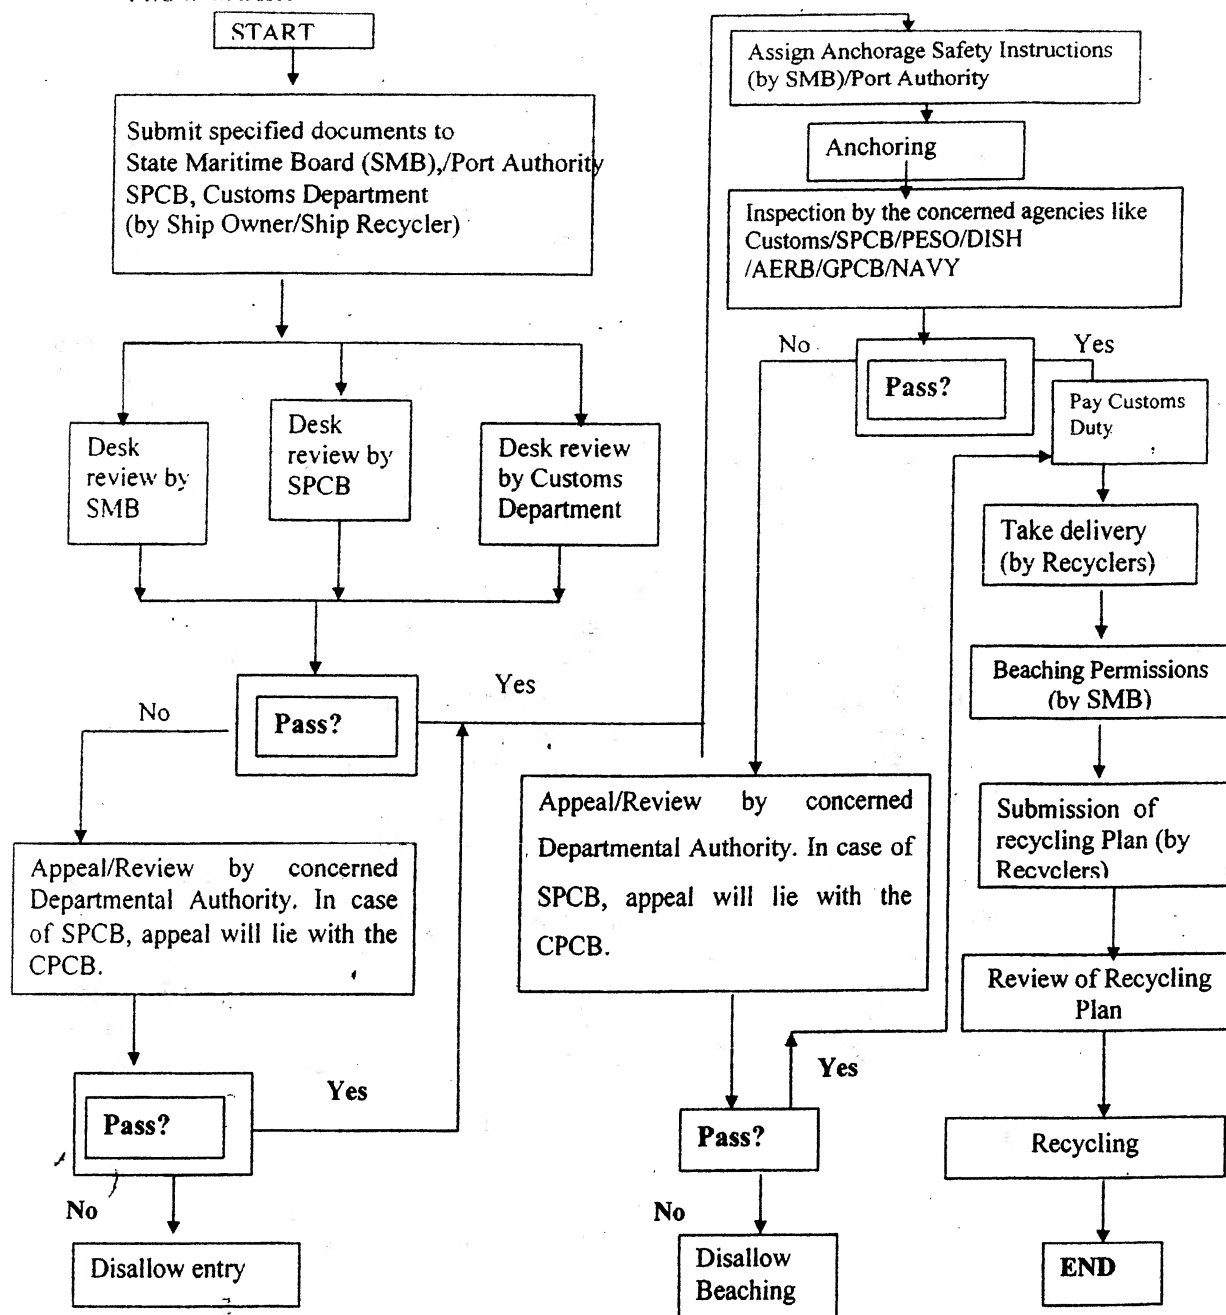 START
Submit specified documents to
State Maritime Board (SMB),/Port Authority
SPCB, Customs Department
(by Ship Owner/Ship Recycler)
Desk
review by
SMB
Desk
review by
SPCB
Desk review
by Customs
Department
Pass?
Yes
No
Appeal/Review by concerned
Departmental Authority. In case
of SPCB, appeal will lie with the
CPCB.
Pass?
Yes
No
Disallow entry
Assign Anchorage Safety Instructions
(by SMB)/Port Authority
Anchoring
Inspection by the concerned agencies like
Customs/SPCB/PESO/DISH
/AERB/GPCB/NAVY
No
Yes
Pass?
Pay Customs
Duty
Take delivery
(by Recyclers)
Beaching Permissions
(by SMB)
Submission of
recycling Plan (by
Recyclers)
Review of Recycling
Plan
Recycling
END
Appeal/Review by concerned
Departmental Authority. In case of
SPCB, appeal will lie with the
CPCB.
Yes
Pass?
No
Disallow
Beaching